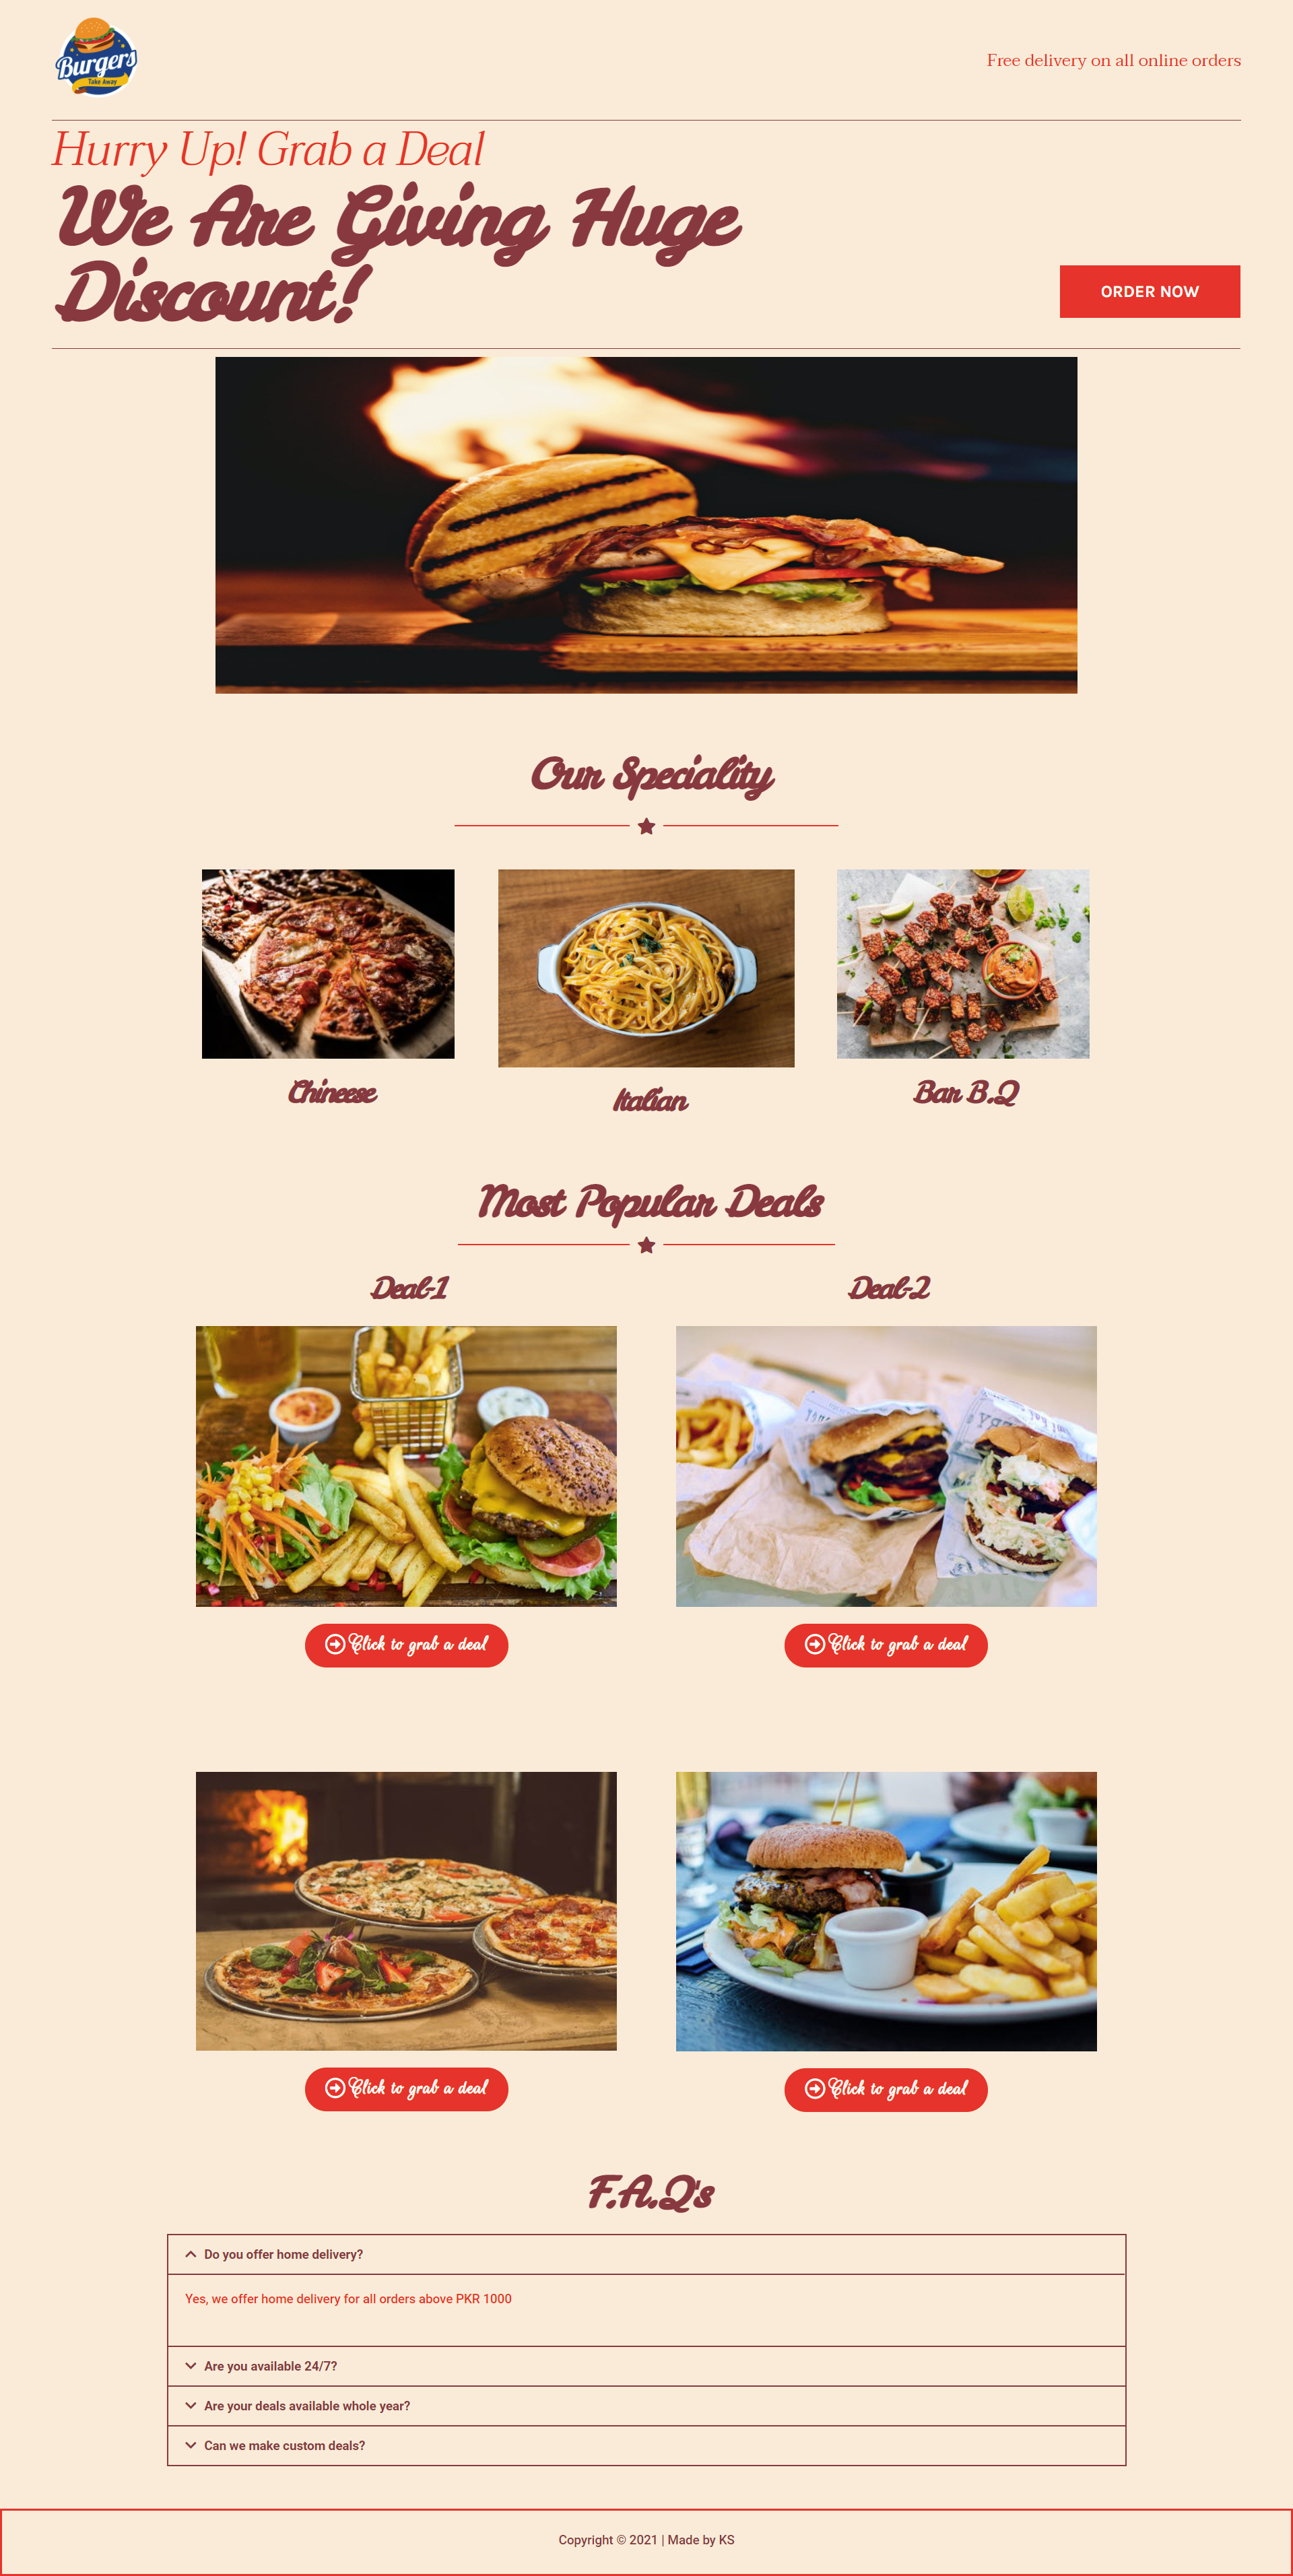 Burgers
Take Away
Free delivery on all online orders
Hurry Up! Grab a Deal
We Are Giving Huge
Discount!
ORDER NOW
Our Speciality
Chineese
Italian
Bar B.Q
Most Popular Deals
Deal-1
Deal-2
Click to grab a deal
Click to grab a deal
Click to grab a deal
Click to grab a deal
F.A.Q's
Do you offer home delivery?
Yes, we offer home delivery for all orders above PKR 1000
Are you available 24/7?
Are your deals available whole year?
Can we make custom deals?
Copyright © 2021 | Made by KS